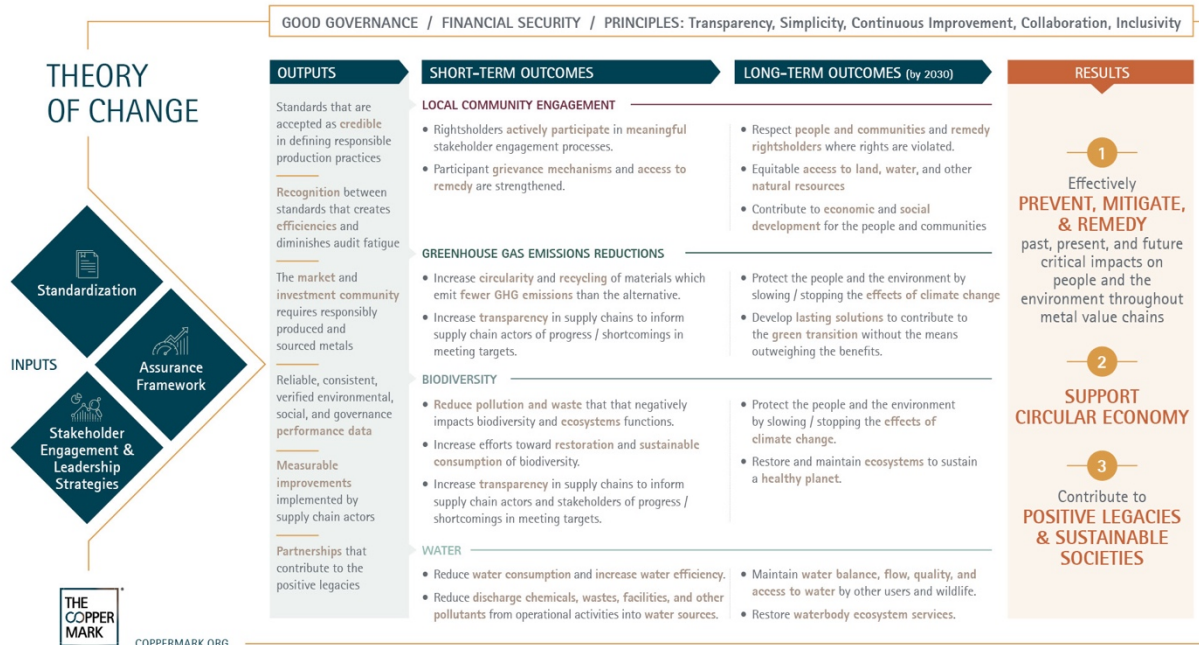 GOOD GOVERNANCE / FINANCIAL SECURITY / PRINCIPLES: Transparency, Simplicity, Continuous Improvement, Collaboration, Inclusivity
THEORY
OF CHANGE
INPUTS
Standardization
Assurance
Framework
Stakeholder
Engagement &
Leadership
Strategies
THE
COPPER
MARK
COPPERMARK.ORG
OUTPUTS
Standards that are
accepted as credible
in defining responsible
production practices
Recognition between
standards that creates
efficiencies and
diminishes audit fatigue
The market and
investment community
requires responsibly
produced and
sourced metals
Reliable, consistent,
verified environmental,
social, and governance
performance data
Measurable
improvements
implemented by
supply chain actors
Partnerships that
contribute to the
positive legacies
SHORT-TERM OUTCOMES
LONG-TERM OUTCOMES (by 2030)
LOCAL COMMUNITY ENGAGEMENT
• Rightsholders actively participate in meaningful
stakeholder engagement processes.
• Participant grievance mechanisms and access to
remedy are strengthened.
• Respect people and communities and remedy
rightsholders where rights are violated.
• Equitable access to land, water, and other
natural resources
• Contribute to economic and social
development for the people and communities
GREENHOUSE GAS EMISSIONS REDUCTIONS
• Increase circularity and recycling of materials which
emit fewer GHG emissions than the alternative.
• Increase transparency in supply chains to inform
supply chain actors of progress / shortcomings in
meeting targets.
• Protect the people and the environment by
slowing / stopping the effects of climate change
• Develop lasting solutions to contribute to
the green transition without the means
outweighing the benefits.
BIODIVERSITY
• Reduce pollution and waste that that negatively
impacts biodiversity and ecosystems functions.
• Increase efforts toward restoration and sustainable
consumption of biodiversity.
• Increase transparency in supply chains to inform
supply chain actors and stakeholders of progress /
shortcomings in meeting targets.
• Protect the people and the environment
by slowing / stopping the effects of
climate change.
• Restore and maintain ecosystems to sustain
a healthy planet.
WATER
• Reduce water consumption and increase water efficiency.
• Reduce discharge chemicals, wastes, facilities, and other
pollutants from operational activities into water sources.
• Maintain water balance, flow, quality, and
access to water by other users and wildlife.
• Restore waterbody ecosystem services.
RESULTS
1
Effectively
PREVENT, MITIGATE,
& REMEDY
past, present, and future
critical impacts on
people and the
environment throughout
metal value chains
2
SUPPORT
CIRCULAR ECONOMY
3
Contribute to
POSITIVE LEGACIES
& SUSTAINABLE
SOCIETIES